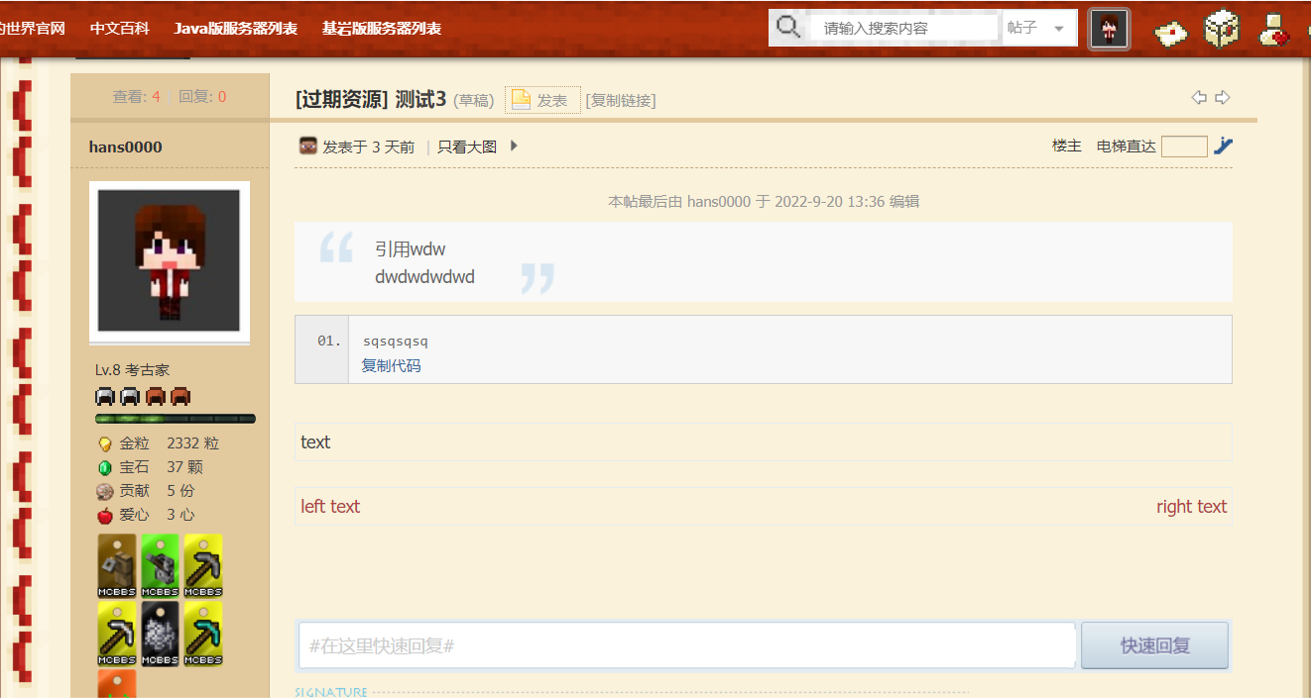 的世界官网 中文百科 Java版服务器列表 基岩版服务器列表 请输入搜索内容 帖子
查看: 4 回复: 0
[过期资源] 测试3 (草稿) 发表 [复制链接]
hans0000
发表于 3 天前 | 只看大图 楼主 电梯直达
本帖最后由 hans0000 于 2022-9-20 13:36 编辑
引用wdw
dwdwdwdwd
01. sqsqsqsq
复制代码
Lv.8 考古家
金粒 2332 粒
宝石 37 颗
贡献 5 份
爱心 3 心
MCBBS MCBBS MCBBS
MCBBS MCBBS MCBBS
text
left text right text
#在这里快速回复# 快速回复
SIGNATURE